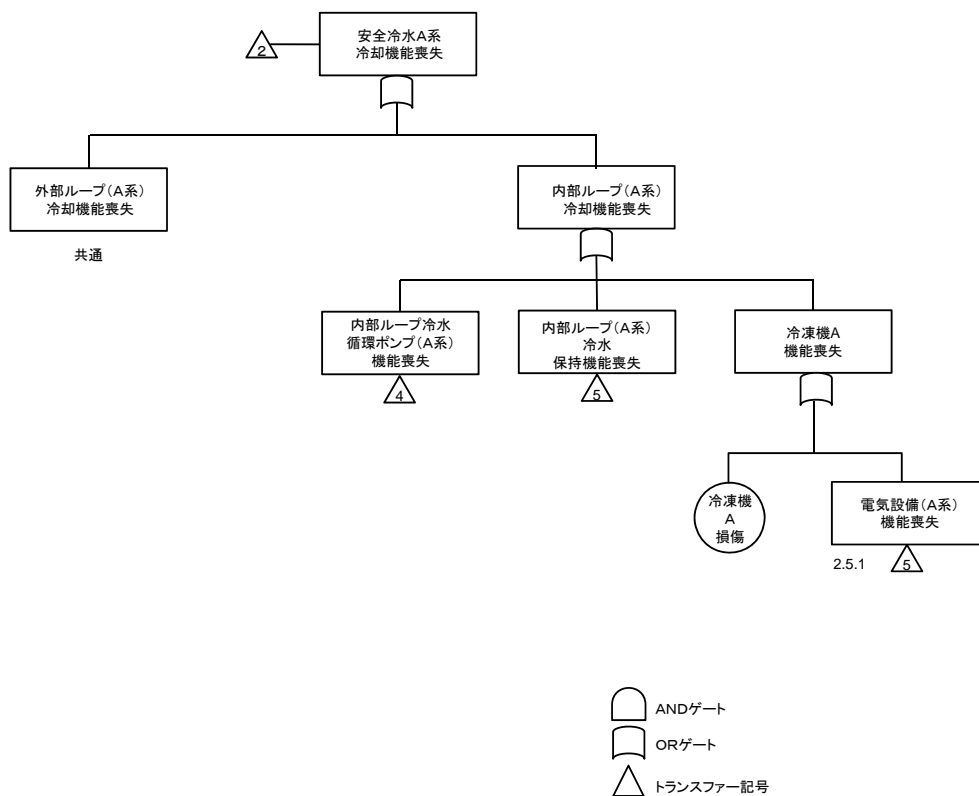 安全冷水A系
冷却機能喪失
2
外部ループ(A系)
冷却機能喪失
共通
内部ループ(A系)
冷却機能喪失
内部ループ冷水
循環ポンプ(A系)
機能喪失
4
内部ループ(A系)
冷水
保持機能喪失
5
冷凍機A
機能喪失
冷凍機
A
損傷
電気設備(A系)
機能喪失
2.5.1
5
ANDゲート
ORゲート
トランスファー記号